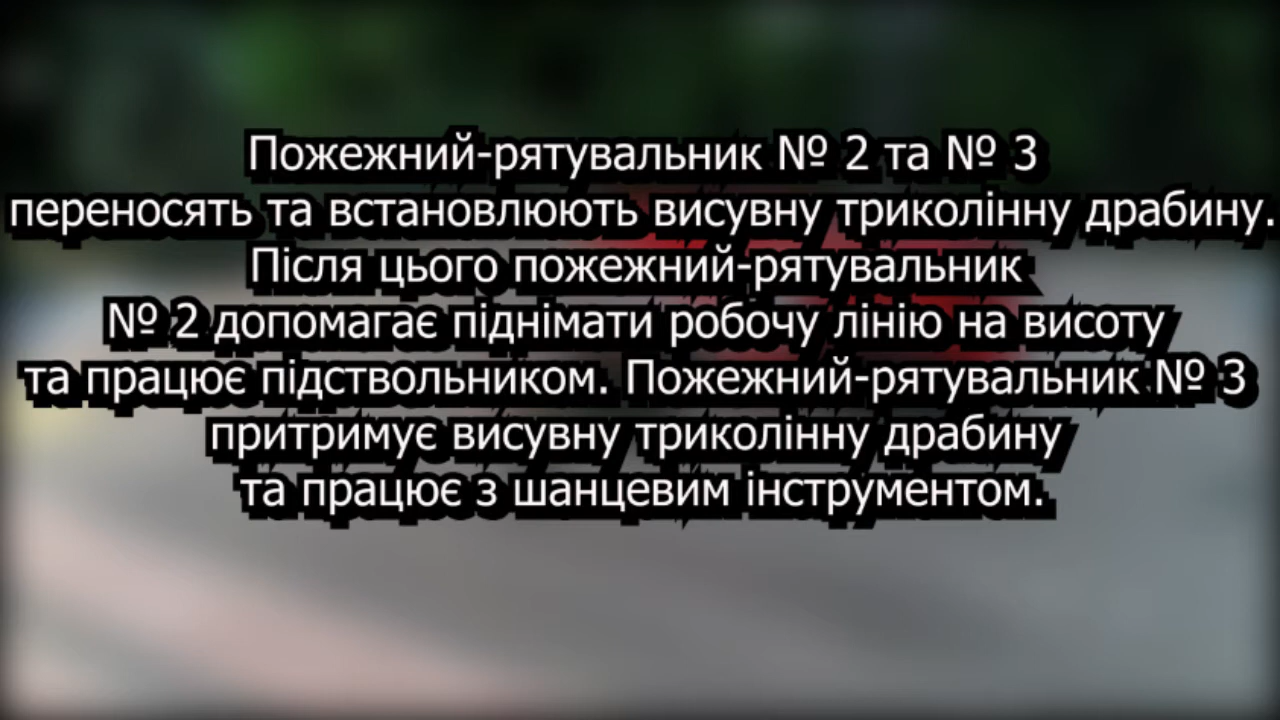 Пожежний-рятувальник № 2 та № 3
переносять та встановлюють висувну триколінну драбину.
Після цього пожежний-рятувальник
№ 2 допомагає піднімати робочу лінію на висоту
та працює підствольником. Пожежний-рятувальник № 3
притримує висувну триколінну драбину
та працює з шанцевим інструментом.